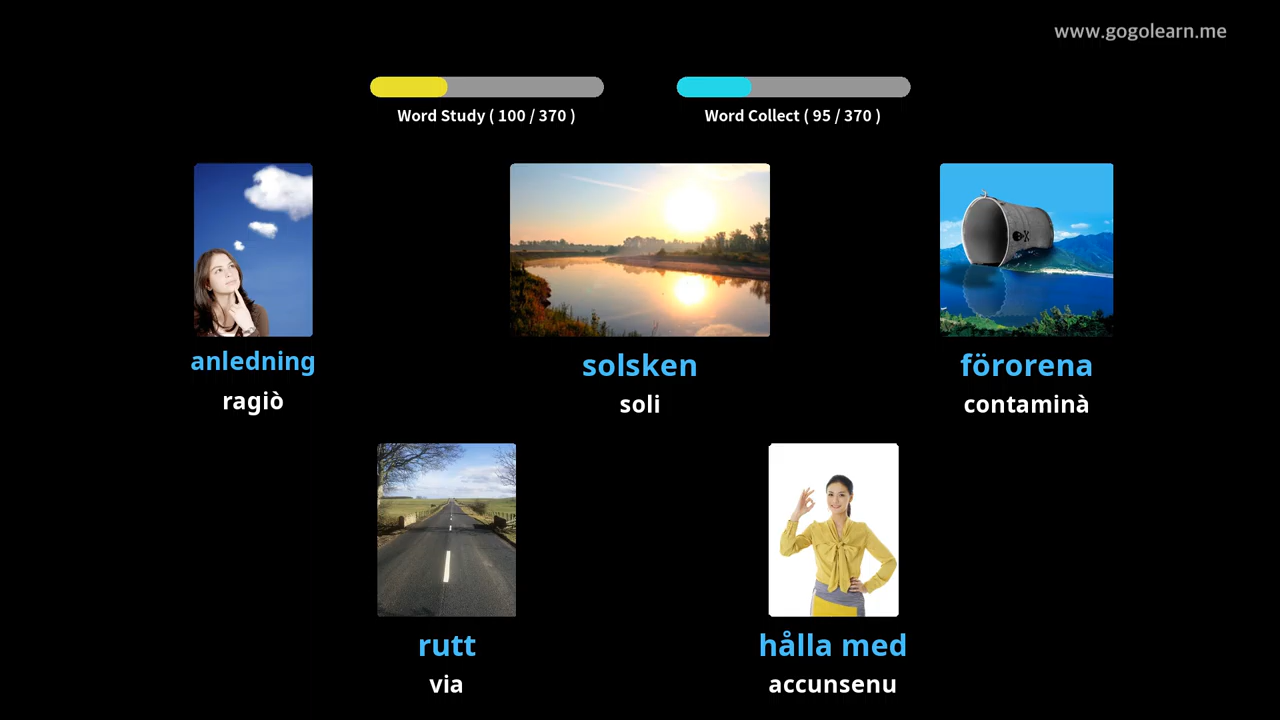 www.gogolearn.me
Word Study ( 100 / 370 )
Word Collect ( 95 / 370 )
anledning
ragiò
solsken
soli
förorena
contaminà
rutt
via
hålla med
accunsenu